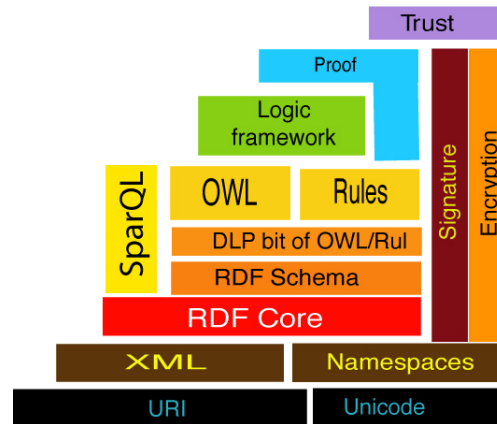 Trust
Proof
Logic
framework
SparQL
OWL
Rules
Signature
Encryption
DLP bit of OWL/Rul
RDF Schema
RDF Core
XML
Namespaces
URI
Unicode